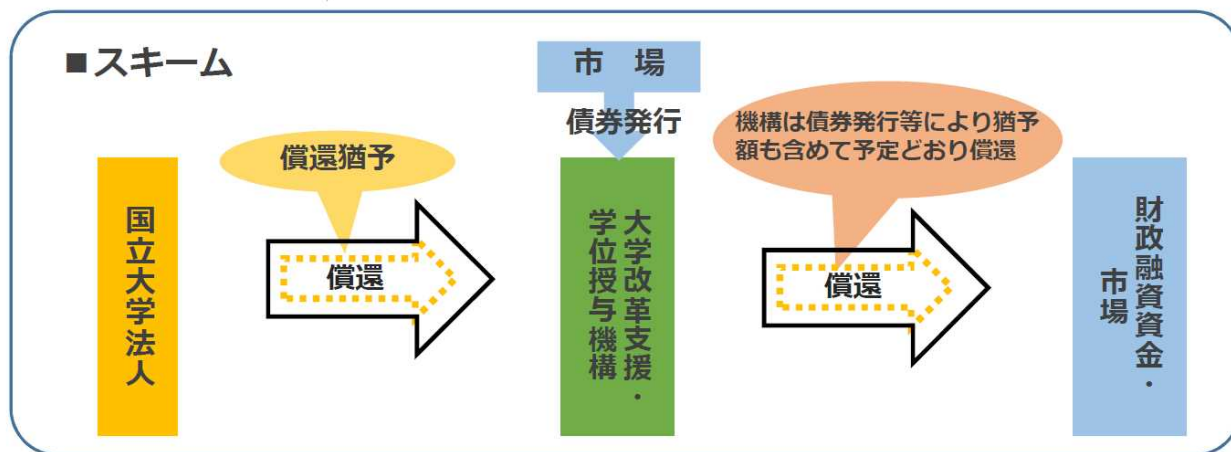 ■スキーム
市 場
債券発行
償還猶予
機構は債券発行等により猶予
額も含めて予定どおり償還
国立大学法人
償還
大学改革支援・
学位授与機構
償還
財政融資資金・
市場